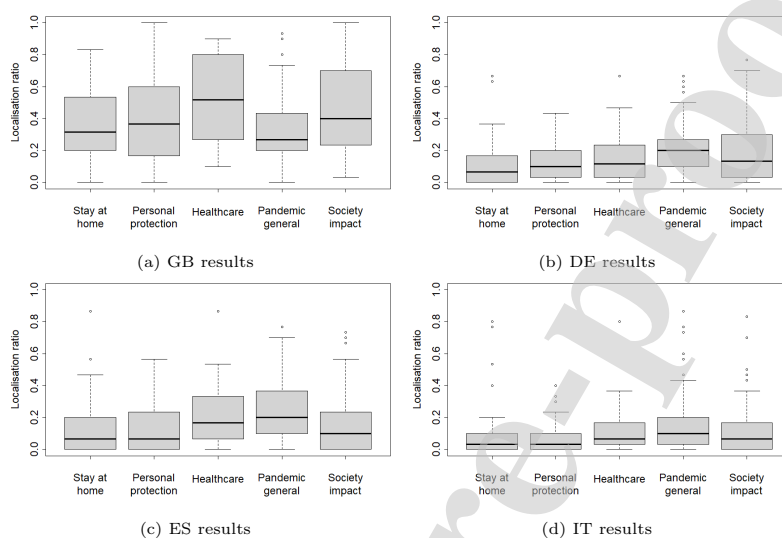 Localisation ratio
1.0
0.8
0.6
0.4
0.2
0.0
Stay at home
Personal protection
Healthcare
Pandemic general
Society impact
(a) GB results
Localisation ratio
1.0
0.8
0.6
0.4
0.2
0.0
Stay at home
Personal protection
Healthcare
Pandemic general
Society impact
(b) DE results
Localisation ratio
1.0
0.8
0.6
0.4
0.2
0.0
Stay at home
Personal protection
Healthcare
Pandemic general
Society impact
(c) ES results
Localisation ratio
1.0
0.8
0.6
0.4
0.2
0.0
Stay at home
Personal protection
Healthcare
Pandemic general
Society impact
(d) IT results
re-proo